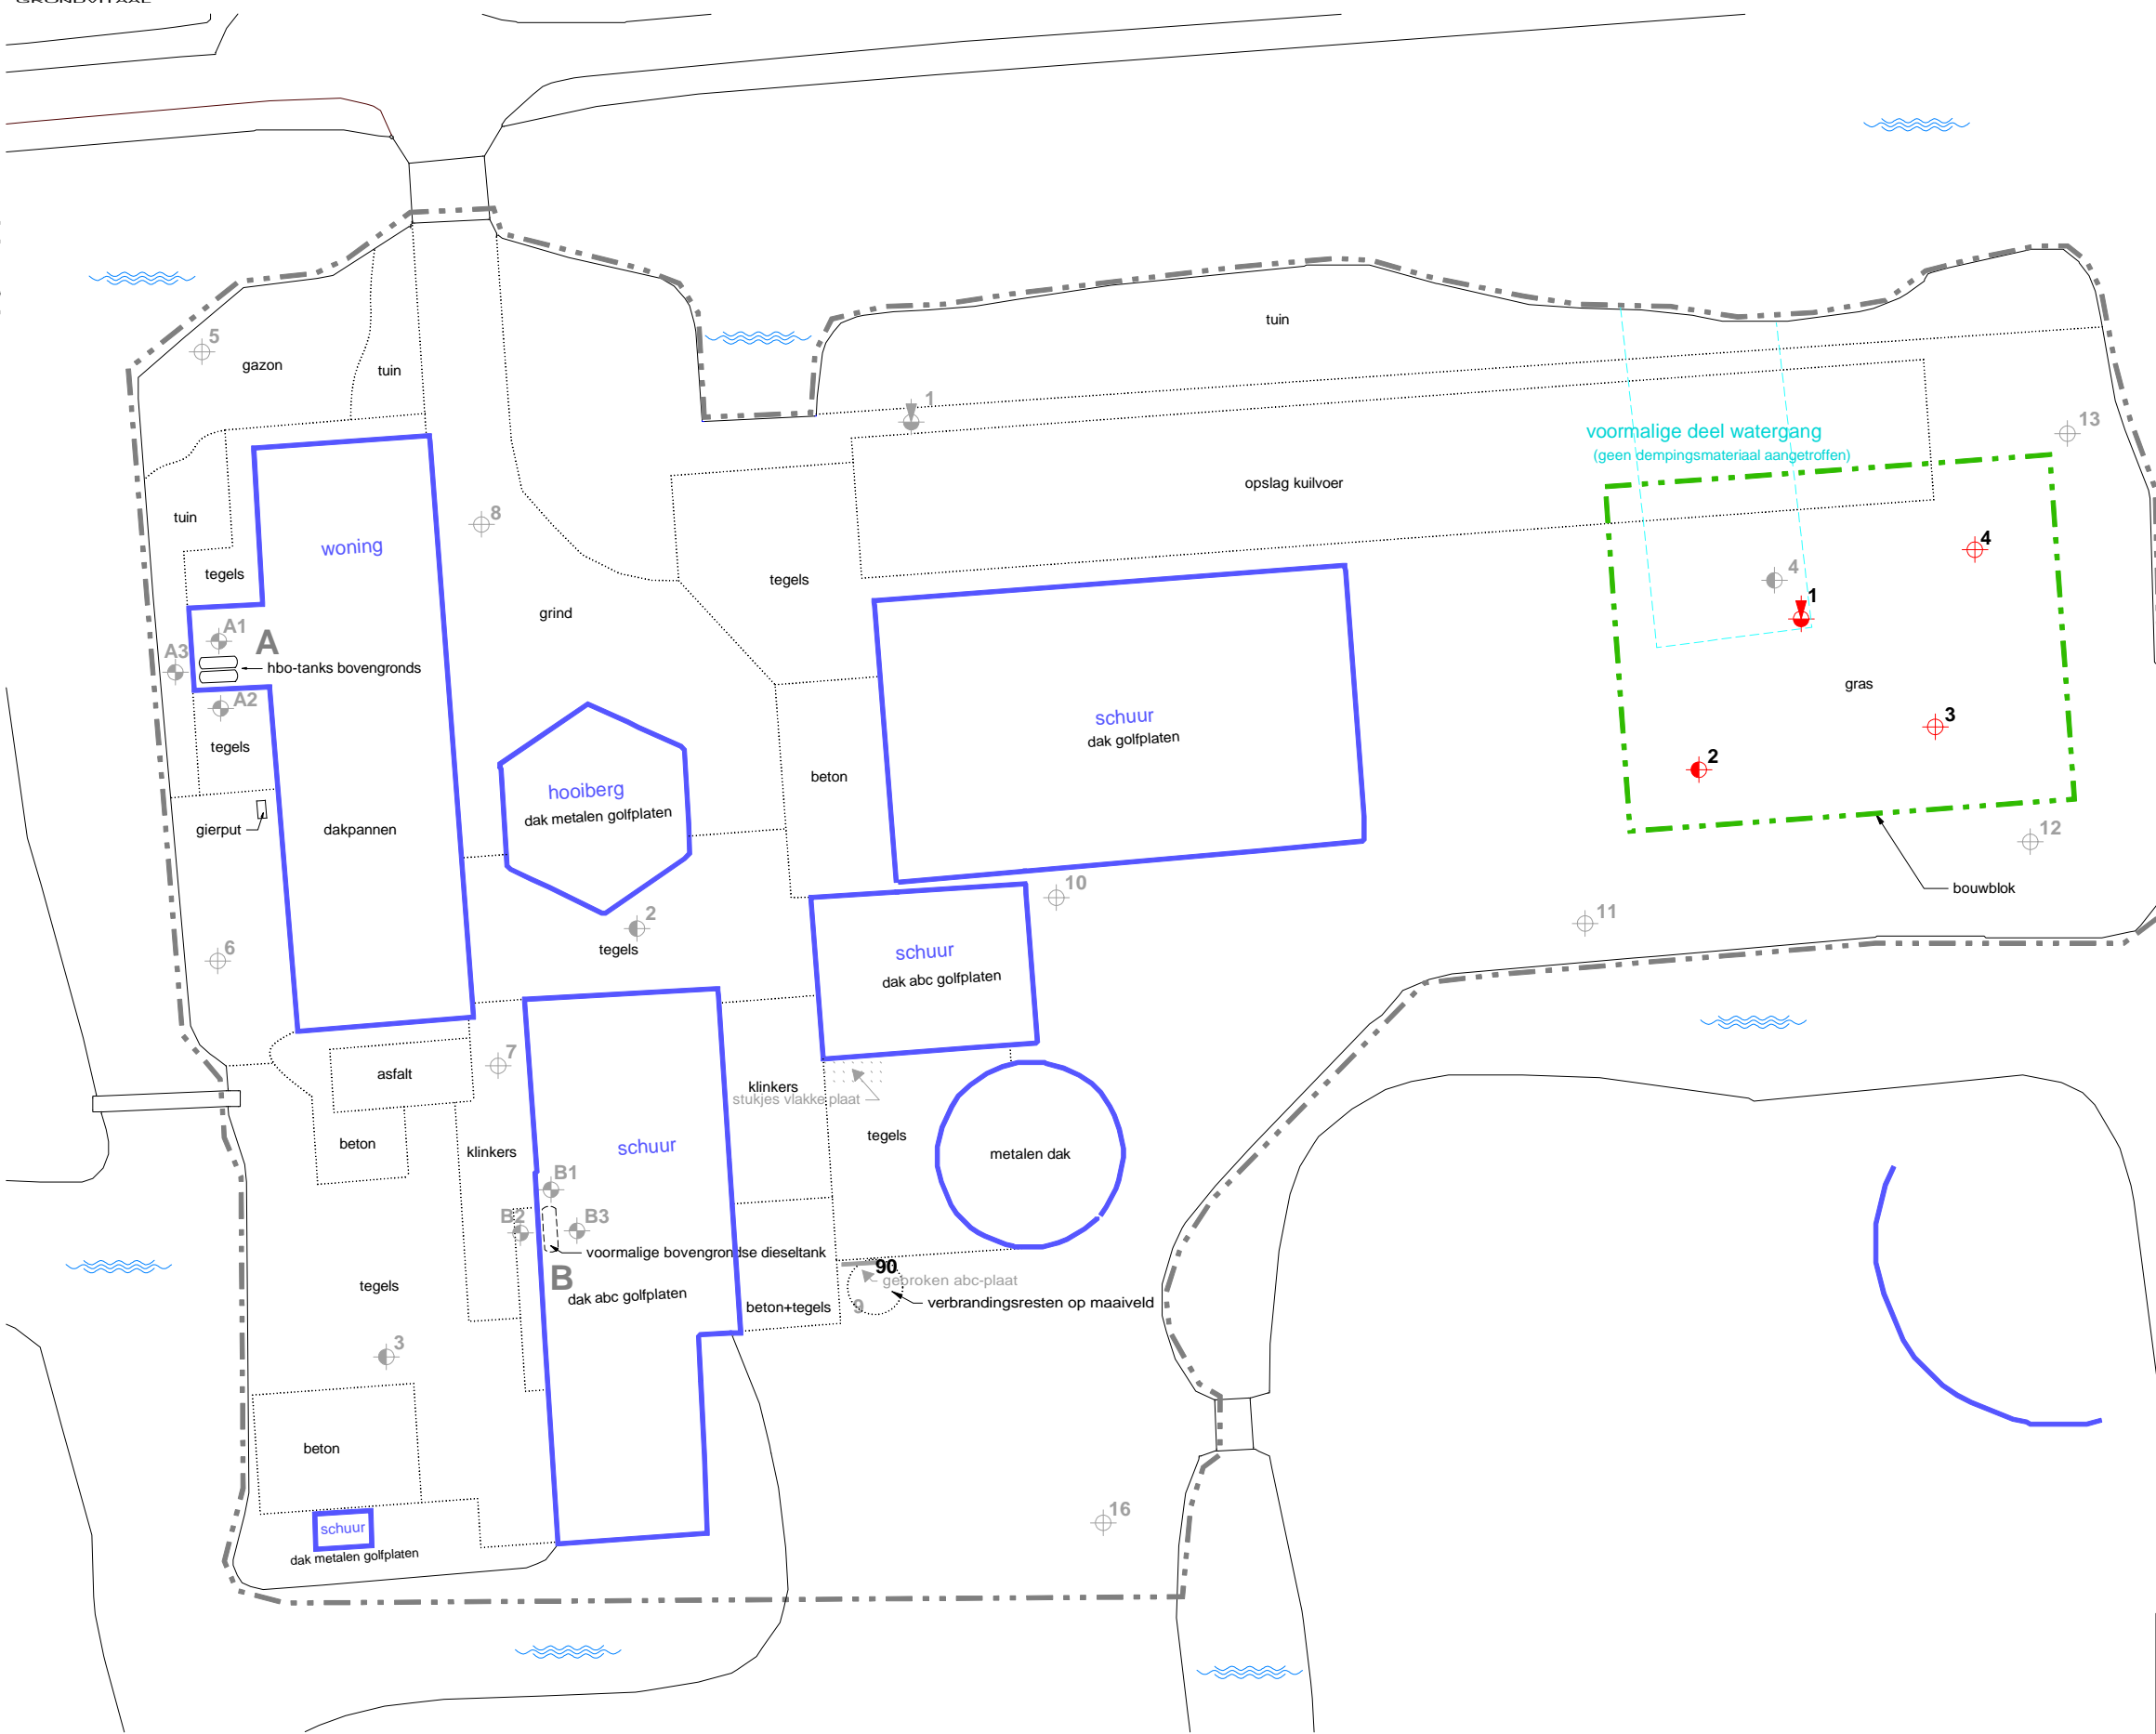 GRONDVITAAL
5
gazon
tuin
tuin
1
13
voormalige deel watergang
(geen dempingsmateriaal aangetroffen)
opslag kuilvoer
8
tuin
woning
4
tegels
tegels
4
1
grind
A1
A
A3
hbo-tanks bovengronds
gras
A2
3
schuur
dak golfplaten
tegels
2
beton
hooiberg
dak metalen golfplaten
gierput
dakpannen
12
bouwblok
10
2
11
tegels
6
schuur
dak abc golfplaten
7
asfalt
klinkers
stukjes vlakke plaat
beton
klinkers
schuur
tegels
metalen dak
B1
B2
B3
voormalige bovengrondse dieseltank
90
B
gebroken abc-plaat
tegels
dak abc golfplaten
beton+tegels
9
verbrandingsresten op maaiveld
3
beton
16
schuur
dak metalen golfplaten